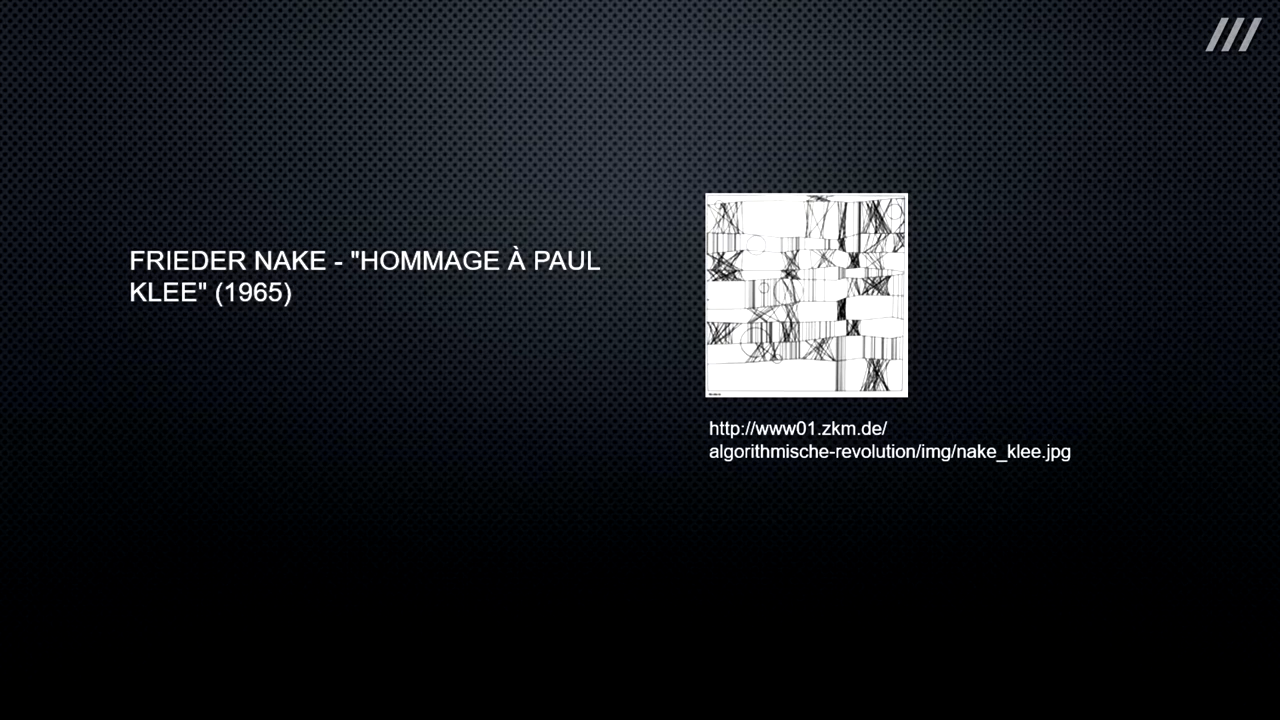 FRIEDER NAKE - "HOMMAGE À PAUL
KLEE" (1965)
http://www01.zkm.de/
algorithmische-revolution/img/nake_klee.jpg